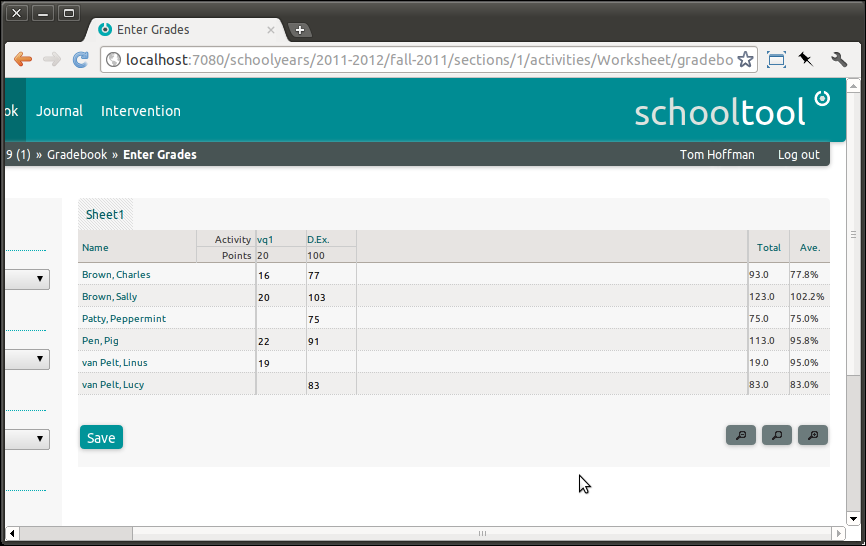 Enter Grades
localhost:7080/schoolyears/2011-2012/fall-2011/sections/1/activities/Worksheet/gradebo
ok Journal Intervention
schooltool
9 (1) » Gradebook » Enter Grades Tom Hoffman Log out
Sheet1
Name Activity vq1 D.Ex. Total Ave.
Points 20 100
Brown, Charles 16 77 93.0 77.8%
Brown, Sally 20 103 123.0 102.2%
Patty, Peppermint 75 75.0 75.0%
Pen, Pig 22 91 113.0 95.8%
van Pelt, Linus 19 19.0 95.0%
van Pelt, Lucy 83 83.0 83.0%
Save